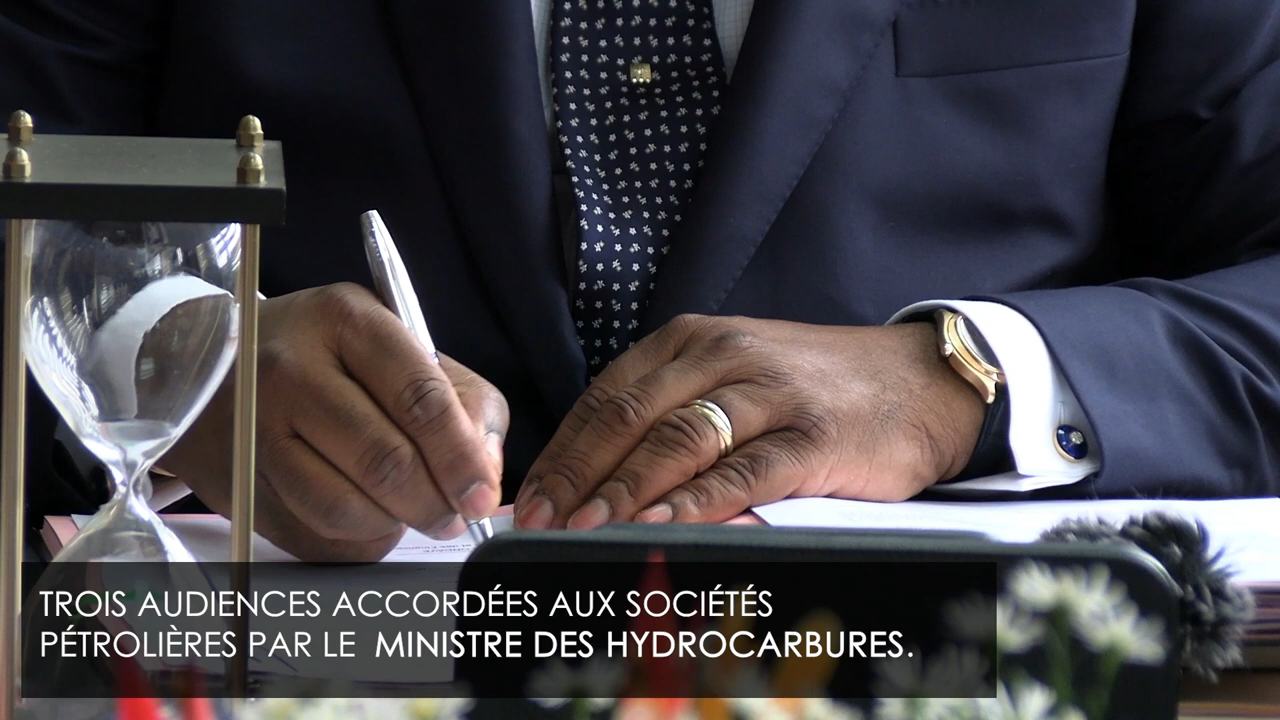 TROIS AUDIENCES ACCORDÉES AUX SOCIÉTÉS
PÉTROLIÈRES PAR LE MINISTRE DES HYDROCARBURES.